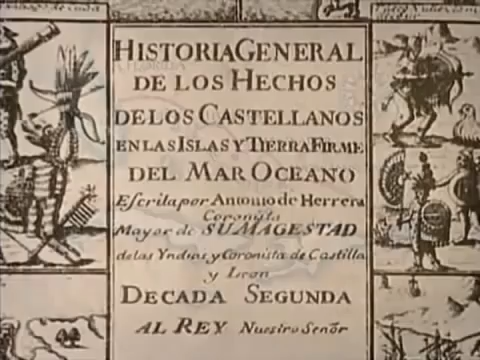 HISTORIA GENERAL
DE LOS HECHOS
DE LOS CASTELLANOS
EN LAS ISLAS Y TIERRA FIRME
DEL MAR OCEANO
Escrita por Antonio de Herrera
Coronista
Mayor de SU MAGESTAD
de las Yndias y Coronista de Castilla
y Leon
DECADA SEGUNDA
AL REY Nuestro Señor